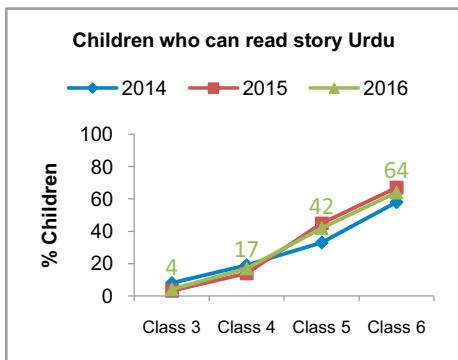 Children who can read story Urdu
2014 2015 2016
% Children
100
80
60
40
20
0
4
17
42
64
Class 3 Class 4 Class 5 Class 6